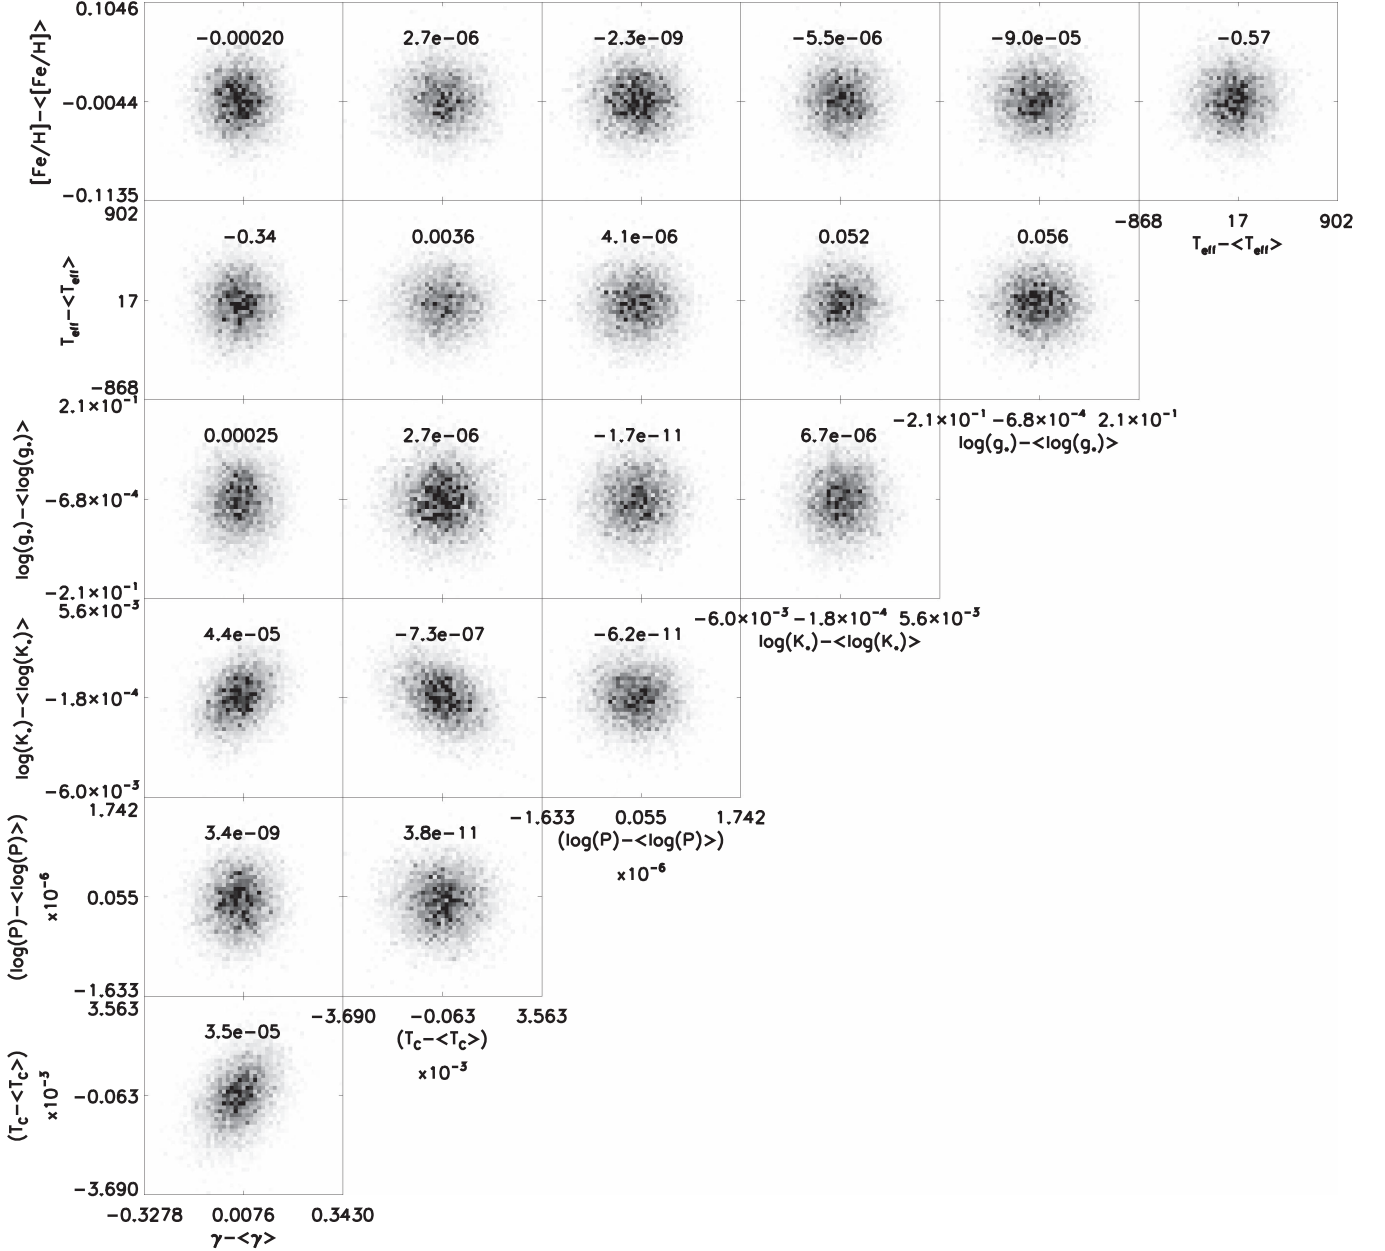 0.1046
−0.00020 2.7e−06 −2.3e−09 −5.5e−06 −9.0e−05 −0.57
[Fe/H]−<[Fe/H]>
−0.0044
−0.1135
902
−868 17 902
T_eff−<T_eff>
−0.34 0.0036 4.1e−06 0.052 0.056
T_eff−<T_eff>
17
−868
2.1×10⁻¹
−2.1×10⁻¹ −6.8×10⁻⁴ 2.1×10⁻¹
log(g⋆)−<log(g⋆)>
0.00025 2.7e−06 −1.7e−11 6.7e−06
log(g⋆)−<log(g⋆)>
−6.8×10⁻⁴
−2.1×10⁻¹
5.6×10⁻³
−6.0×10⁻³ −1.8×10⁻⁴ 5.6×10⁻³
log(K⋆)−<log(K⋆)>
4.4e−05 −7.3e−07 −6.2e−11
log(K⋆)−<log(K⋆)>
−1.8×10⁻⁴
−6.0×10⁻³
1.742
−1.633 0.055 1.742
(log(P)−<log(P)>)
×10⁻⁶
3.4e−09 3.8e−11
(log(P)−<log(P)>)
×10⁻⁶
0.055
−1.633
3.563
−3.690 −0.063 3.563
(T_C−<T_C>)
×10⁻³
3.5e−05
(T_C−<T_C>)
×10⁻³
−0.063
−3.690
−0.3278 0.0076 0.3430
γ−<γ>